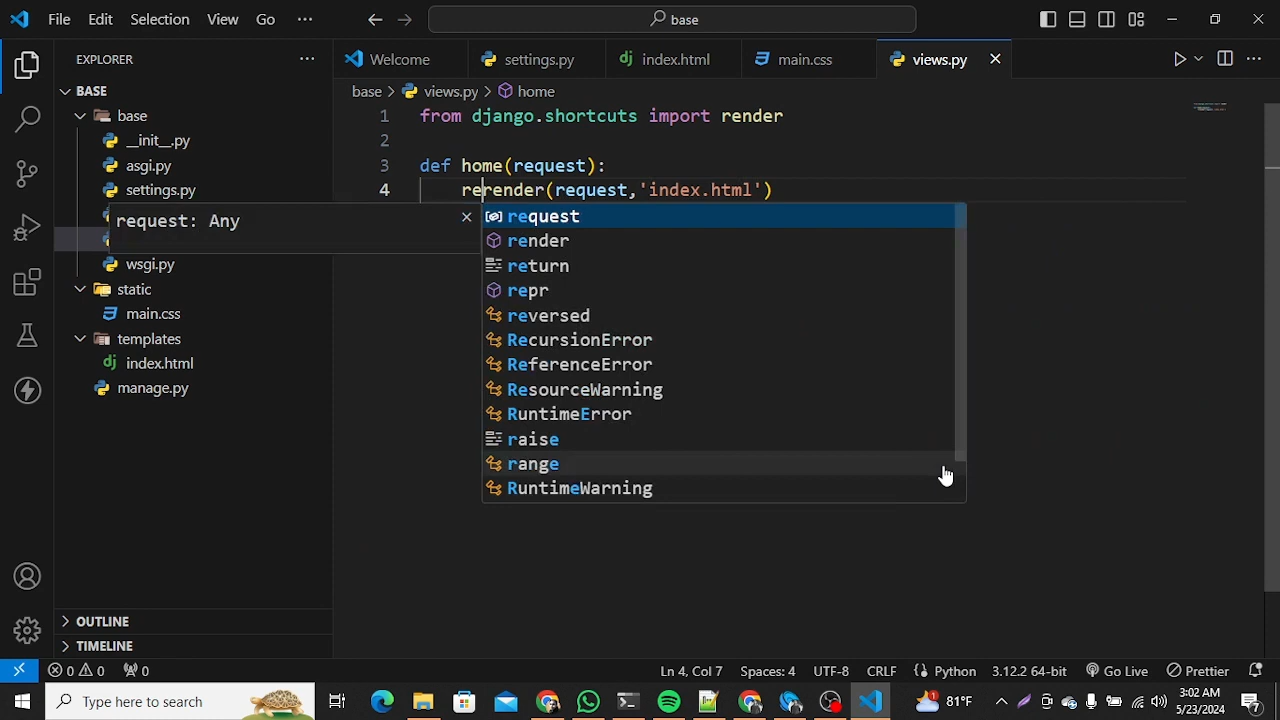 File Edit Selection View Go ··· base
EXPLORER ···
Welcome settings.py index.html main.css views.py
BASE
base
__init__.py
asgi.py
settings.py
wsgi.py
static
main.css
templates
index.html
manage.py
OUTLINE
TIMELINE
base > views.py > home
1 from django.shortcuts import render
2
3 def home(request):
4 rerender(request,'index.html')
request: Any
request
render
return
repr
reversed
RecursionError
ReferenceError
ResourceWarning
RuntimeError
raise
range
RuntimeWarning
0 0 0 Ln 4, Col 7 Spaces: 4 UTF-8 CRLF Python 3.12.2 64-bit Go Live Prettier
Type here to search 1 81°F 3:02 AM
5/23/2024 7